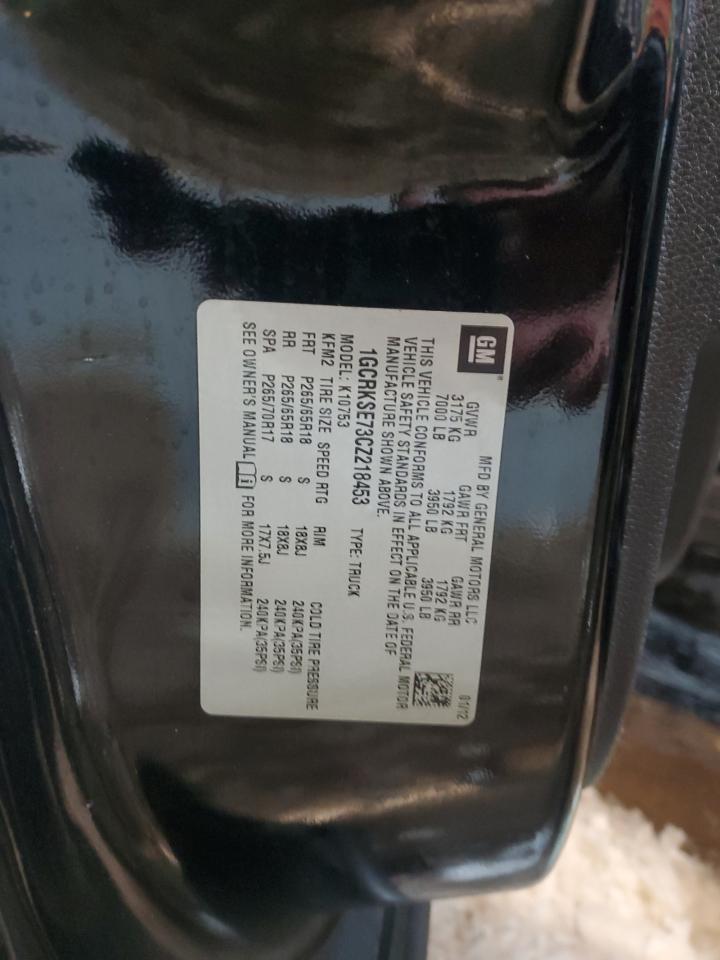 GM®
MFD BY GENERAL MOTORS LLC 01/12
GVWR GAWR FRT GAWR RR
3175 KG 1792 KG 1792 KG
7000 LB 3950 LB 3950 LB
THIS VEHICLE CONFORMS TO ALL APPLICABLE U.S. FEDERAL MOTOR
VEHICLE SAFETY STANDARDS IN EFFECT ON THE DATE OF
MANUFACTURE SHOWN ABOVE.
1GCRKSE73CZ218453 TYPE: TRUCK
MODEL: K10753
KFM2 TIRE SIZE SPEED RTG RIM COLD TIRE PRESSURE
FRT P265/65R18 S 18X8J 240KPA(35PSI)
RR P265/65R18 S 18X8J 240KPA(35PSI)
SPA P265/70R17 S 17X7.5J 240KPA(35PSI)
SEE OWNER'S MANUAL i FOR MORE INFORMATION.